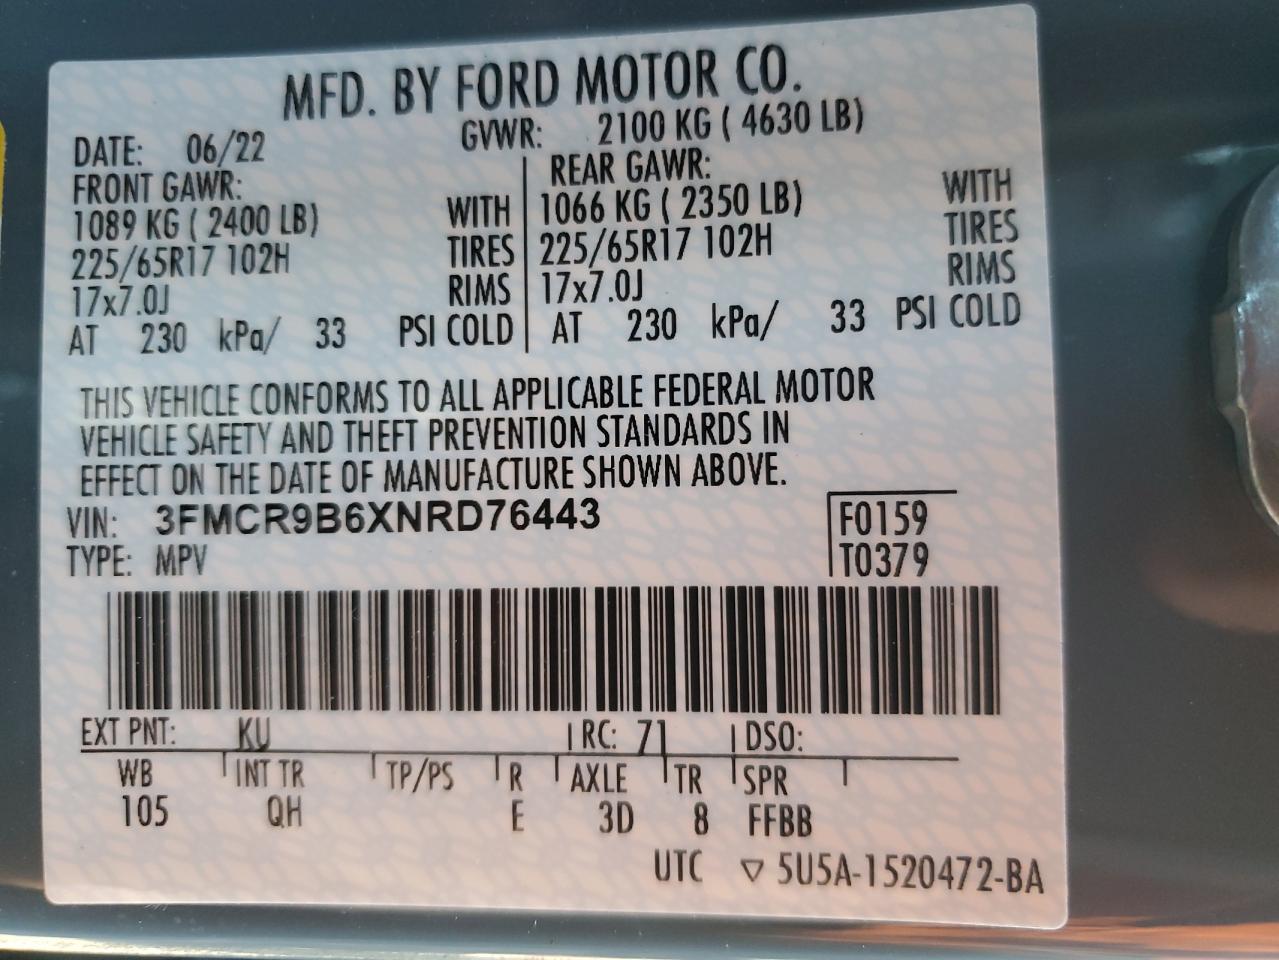 MFD. BY FORD MOTOR CO.
DATE: 06/22 GVWR: 2100 KG ( 4630 LB)
FRONT GAWR:
1089 KG ( 2400 LB) WITH
225/65R17 102H TIRES
17x7.0J RIMS
AT 230 kPa/ 33 PSI COLD
REAR GAWR:
1066 KG ( 2350 LB) WITH
225/65R17 102H TIRES
17x7.0J RIMS
AT 230 kPa/ 33 PSI COLD
THIS VEHICLE CONFORMS TO ALL APPLICABLE FEDERAL MOTOR
VEHICLE SAFETY AND THEFT PREVENTION STANDARDS IN
EFFECT ON THE DATE OF MANUFACTURE SHOWN ABOVE.
VIN: 3FMCR9B6XNRD76443 F0159
TYPE: MPV T0379
EXT PNT: KU RC: 71 DSO:
WB INT TR TP/PS R AXLE TR SPR
105 QH E 3D 8 FFBB
UTC ▽ 5U5A-1520472-BA